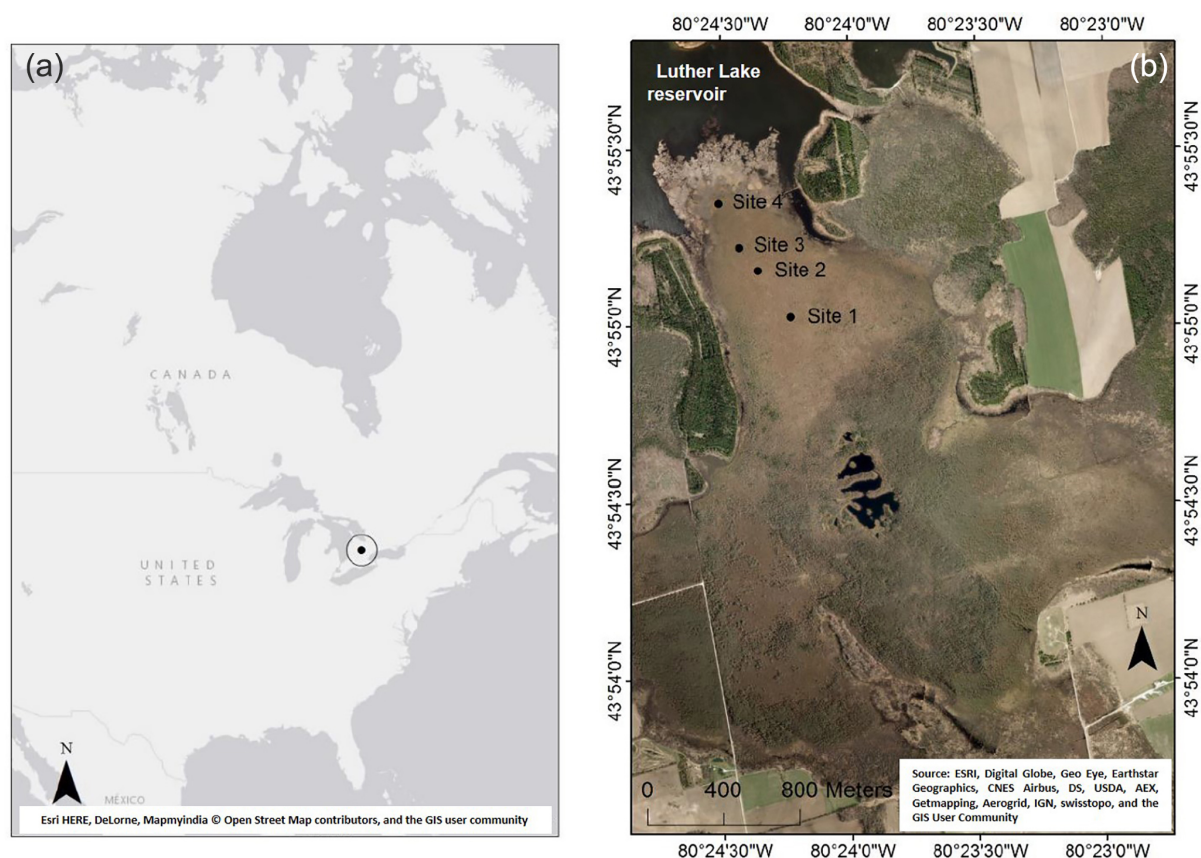 (a)
CANADA
UNITED
STATES
MÉXICO
N
Esri HERE, DeLorne, Mapmyindia © Open Street Map contributors, and the GIS user community
80°24'30"W 80°24'0"W 80°23'30"W 80°23'0"W
(b)
Luther Lake
reservoir
43°55'30"N
43°55'30"N
Site 4
Site 3
Site 2
Site 1
43°55'0"N
43°55'0"N
43°54'30"N
43°54'30"N
N
43°54'0"N
43°54'0"N
0 400 800 Meters
Source: ESRI, Digital Globe, Geo Eye, Earthstar
Geographics, CNES Airbus, DS, USDA, AEX,
Getmapping, Aerogrid, IGN, swisstopo, and the
GIS User Community
80°24'30"W 80°24'0"W 80°23'30"W 80°23'0"W